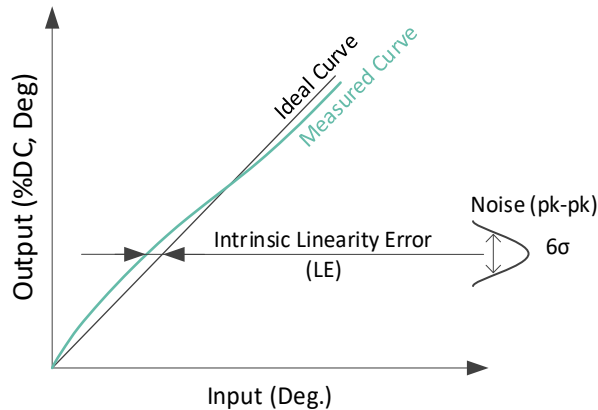 Output (%DC, Deg)
Ideal Curve
Measured Curve
Noise (pk-pk)
6σ
Intrinsic Linearity Error
(LE)
Input (Deg.)